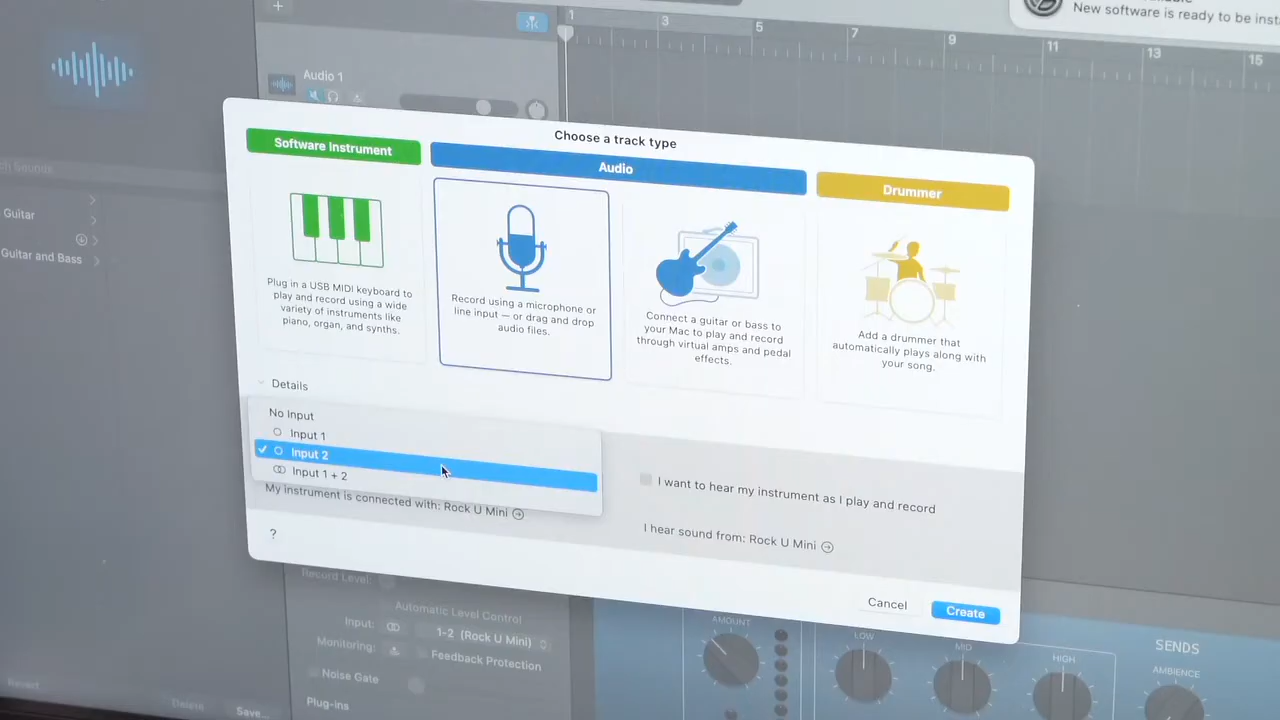 1
3
5
7
9
11
13
15
New software is ready to be
Audio 1
Guitar
Guitar and Bass
Choose a track type
Software Instrument
Audio
Drummer
Plug in a USB MIDI keyboard to
play and record using a wide
variety of instruments like
piano, organ, and synths.
Record using a microphone or
line input — or drag and drop
audio files.
Connect a guitar or bass to
your Mac to play and record
through virtual amps and pedal
effects.
Add a drummer that
automatically plays along with
your song.
Details
No Input
Input 1
Input 2
Input 1 + 2
My instrument is connected with: Rock U Mini
I want to hear my instrument as I play and record
I hear sound from: Rock U Mini
?
Cancel
Create
Record Level:
Automatic Level Control
Input:
1-2 (Rock U Mini)
Monitoring:
Feedback Protection
Noise Gate
Plug-ins
Revert
Delete
Save...
AMOUNT
LOW
MID
HIGH
SENDS
AMBIENCE